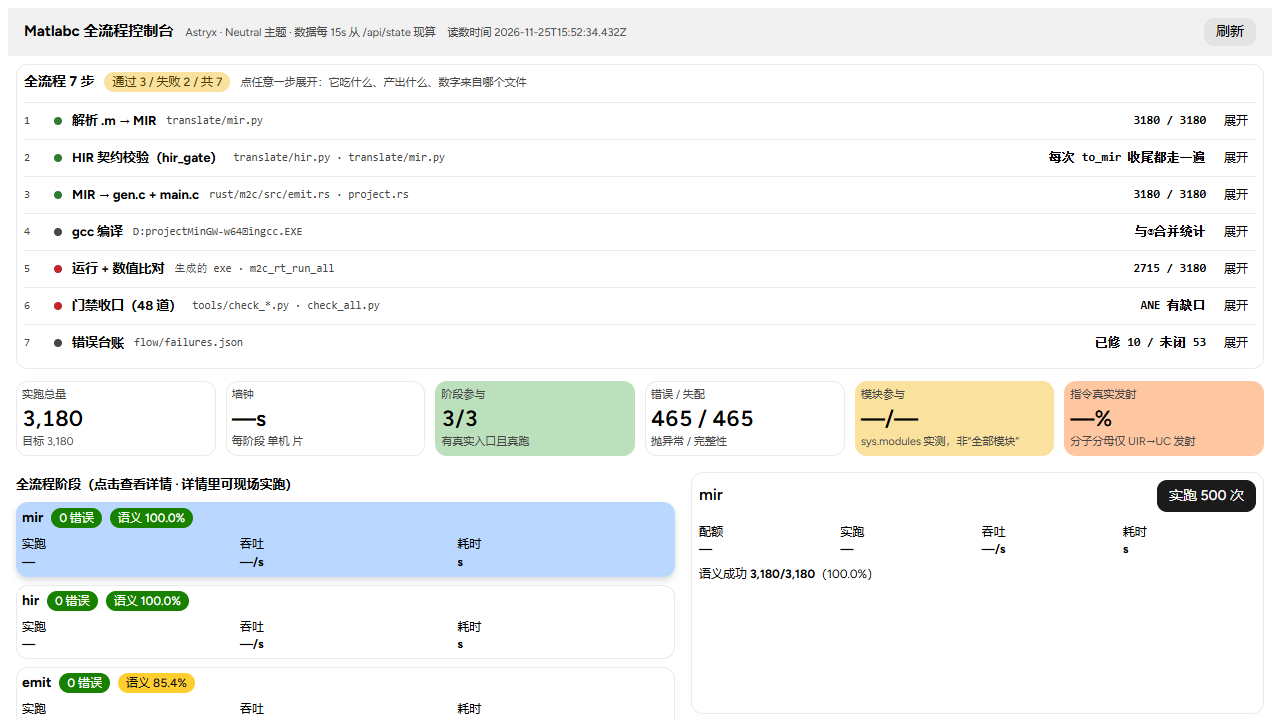 Matlabc 全流程控制台 Astryx · Neutral 主题 · 数据每 15s 从 /api/state 现算 读数时间 2026-11-25T15:52:34.432Z 刷新
全流程 7 步 通过 3 / 失败 2 / 共 7 点任意一步展开：它吃什么、产出什么、数字来自哪个文件
1 解析 .m → MIR translate/mir.py 3180 / 3180 展开
2 HIR 契约校验（hir_gate） translate/hir.py · translate/mir.py 每次 to_mir 收尾都走一遍 展开
3 MIR → gen.c + main.c rust/m2c/src/emit.rs · project.rs 3180 / 3180 展开
4 gcc 编译 D:projectMinGW-w64ingcc.EXE 与⑤合并统计 展开
5 运行 + 数值比对 生成的 exe · m2c_rt_run_all 2715 / 3180 展开
6 门禁收口（48 道） tools/check_*.py · check_all.py ANE 有缺口 展开
7 错误台账 flow/failures.json 已修 10 / 未闭 53 展开
实跑总量 墙钟 阶段参与 错误 / 失配 模块参与 指令真实发射
3,180 —s 3/3 465 / 465 —/— —%
目标 3,180 每阶段 单机 片 有真实入口且真跑 抛异常 / 完整性 sys.modules 实测，非“全部模块” 分子分母仅 UIR→UC 发射
全流程阶段（点击查看详情 · 详情里可现场实跑）
mir 0 错误 语义 100.0%
实跑 吞吐 耗时
— —/s s
hir 0 错误 语义 100.0%
实跑 吞吐 耗时
— —/s s
emit 0 错误 语义 85.4%
实跑 吞吐 耗时
mir 实跑 500 次
配额 实跑 吞吐 耗时
— — —/s s
语义成功 3,180/3,180（100.0%）